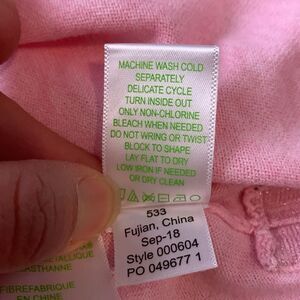 MACHINE WASH COLD
SEPARATELY
DELICATE CYCLE
TURN INSIDE OUT
ONLY NON-CHLORINE
BLEACH WHEN NEEDED
DO NOT WRING OR TWIST
BLOCK TO SHAPE
LAY FLAT TO DRY
LOW IRON IF NEEDED
OR DRY CLEAN
533
Fujian, China
Sep-18
Style 000604
PO 049677 1